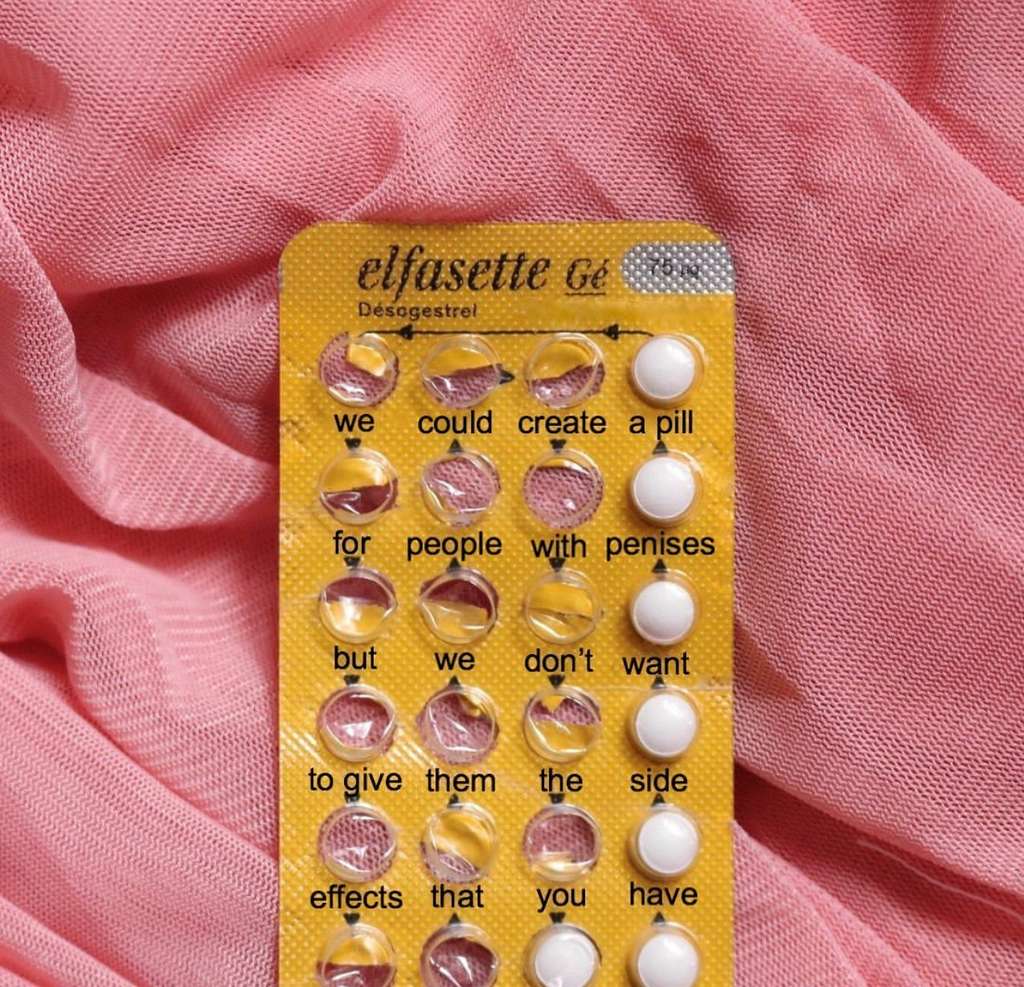 elfasette Gé 75 µg
Désogestrel
we could create a pill
for people with penises
but we don't want
to give them the side
effects that you have